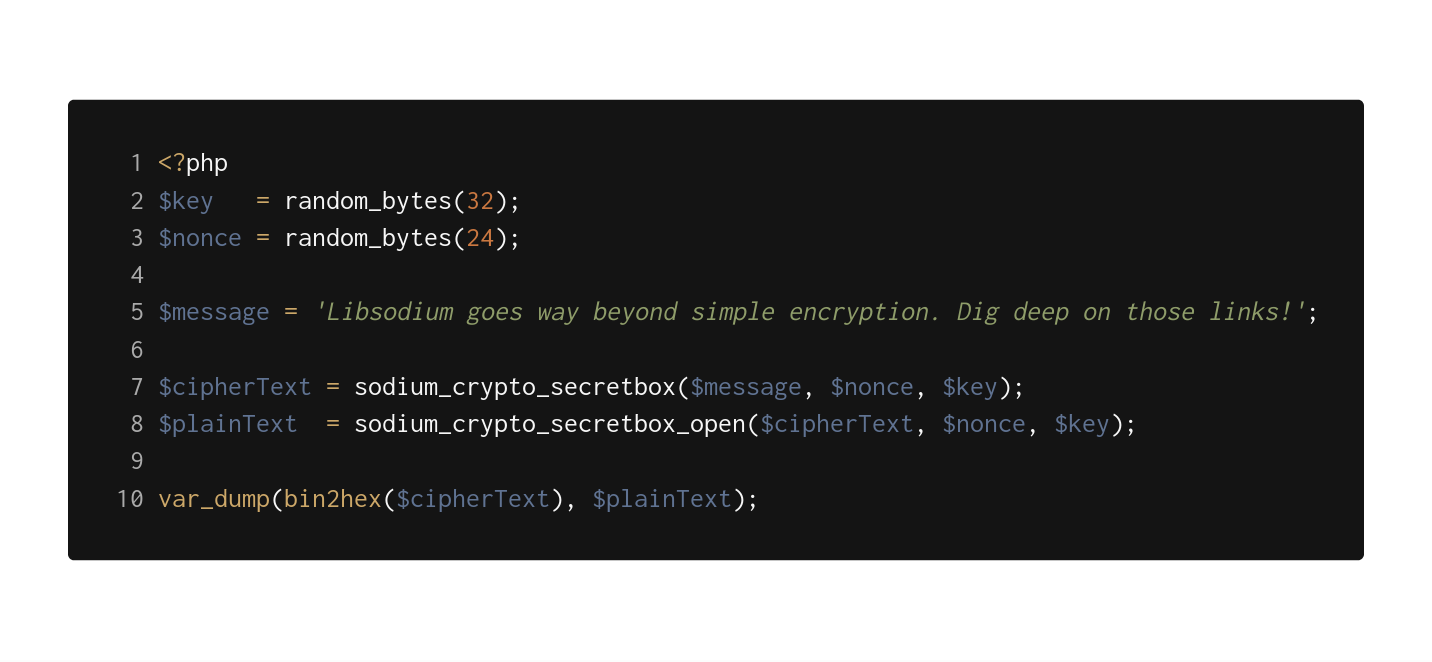 1 <?php
2 $key   = random_bytes(32);
3 $nonce = random_bytes(24);
4
5 $message = 'Libsodium goes way beyond simple encryption. Dig deep on those links!';
6
7 $cipherText = sodium_crypto_secretbox($message, $nonce, $key);
8 $plainText  = sodium_crypto_secretbox_open($cipherText, $nonce, $key);
9
10 var_dump(bin2hex($cipherText), $plainText);